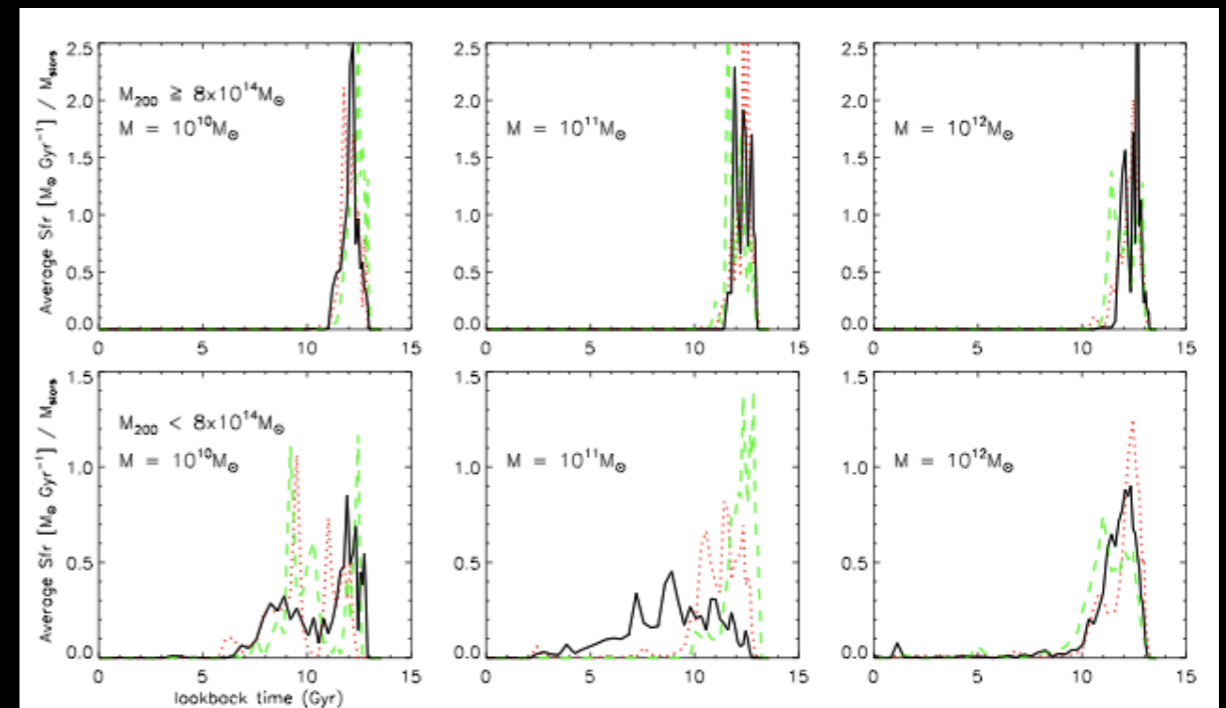 Average Sfr [M⊙ Gyr⁻¹] / M_stars
2.5
2.0
1.5
1.0
0.5
0.0
M₂₀₀ ≧ 8x10¹⁴M⊙
M = 10¹⁰M⊙
0 5 10 15
2.5
2.0
1.5
1.0
0.5
0.0
M = 10¹¹M⊙
0 5 10 15
2.5
2.0
1.5
1.0
0.5
0.0
M = 10¹²M⊙
0 5 10 15
Average Sfr [M⊙ Gyr⁻¹] / M_stars
1.5
1.0
0.5
0.0
M₂₀₀ < 8x10¹⁴M⊙
M = 10¹⁰M⊙
0 5 10 15
lookback time (Gyr)
1.5
1.0
0.5
0.0
M = 10¹¹M⊙
0 5 10 15
1.5
1.0
0.5
0.0
M = 10¹²M⊙
0 5 10 15